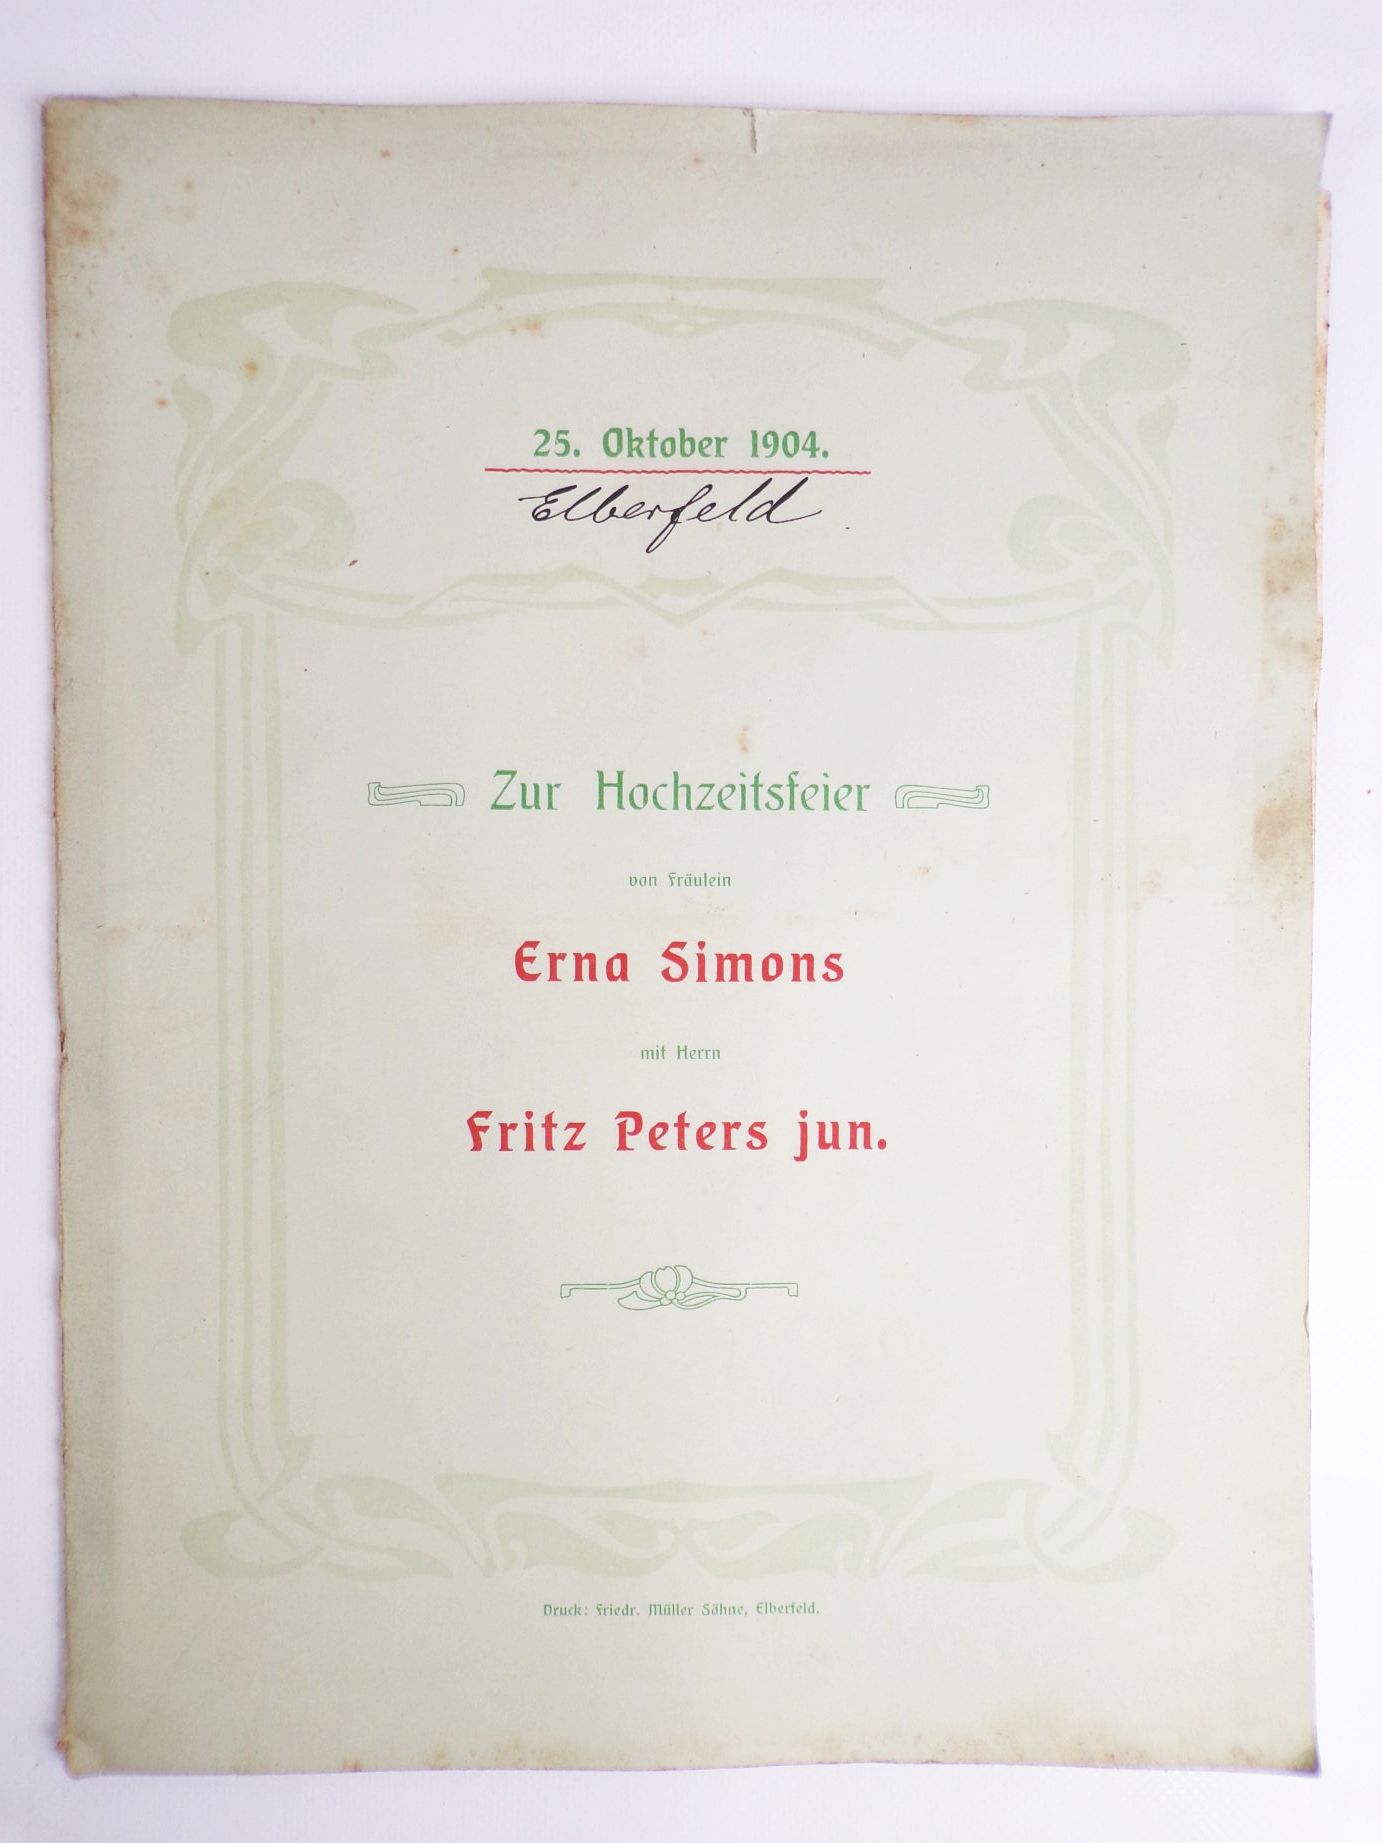 25. Oktober 1904.
Elberfeld
Zur Hochzeitsfeier
von Fräulein
Erna Simons
mit Herrn
Fritz Peters jun.
Druck: Friedr. Müller Söhne, Elberfeld.